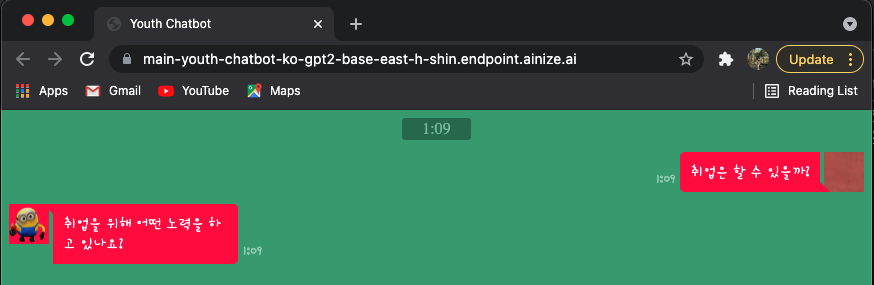 Youth Chatbot
main-youth-chatbot-ko-gpt2-base-east-h-shin.endpoint.ainize.ai
Update
Apps
Gmail
YouTube
Maps
Reading List
1:09
1:09 취업은 할 수 있을까?
취업을 위해 어떤 노력을 하
고 있나요?
1:09